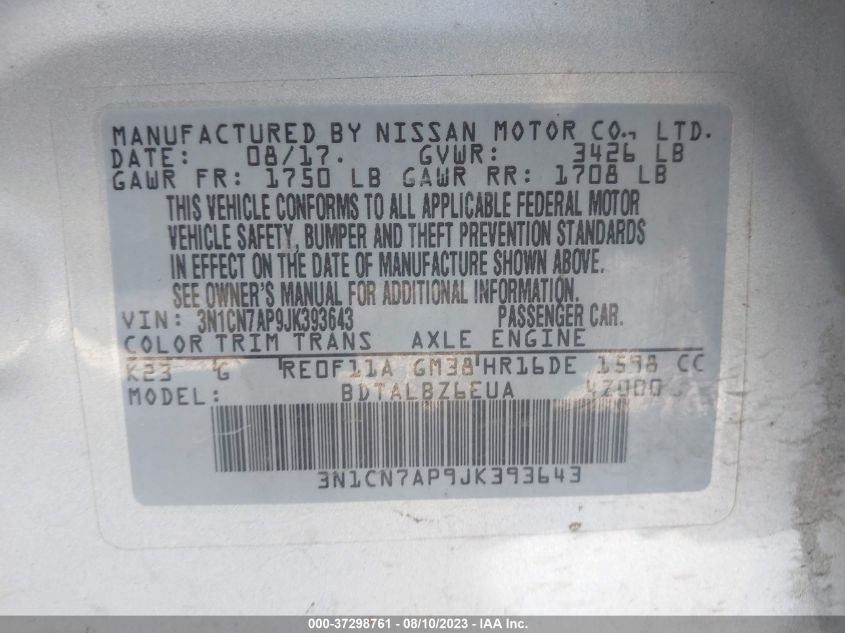 MANUFACTURED BY NISSAN MOTOR CO., LTD.
DATE: 08/17. GVWR: 3426 LB
GAWR FR: 1750 LB GAWR RR: 1708 LB
THIS VEHICLE CONFORMS TO ALL APPLICABLE FEDERAL MOTOR
VEHICLE SAFETY, BUMPER AND THEFT PREVENTION STANDARDS
IN EFFECT ON THE DATE OF MANUFACTURE SHOWN ABOVE.
SEE OWNER'S MANUAL FOR ADDITIONAL INFORMATION.
VIN: 3N1CN7AP9JK393643 PASSENGER CAR.
COLOR TRIM TRANS AXLE ENGINE
K23 G RE0F11A GM38 HR16DE 1598 CC
MODEL: BDTALBZ6EUA 42000
3N1CN7AP9JK393643
000-37298761 - 08/10/2023 - IAA Inc.